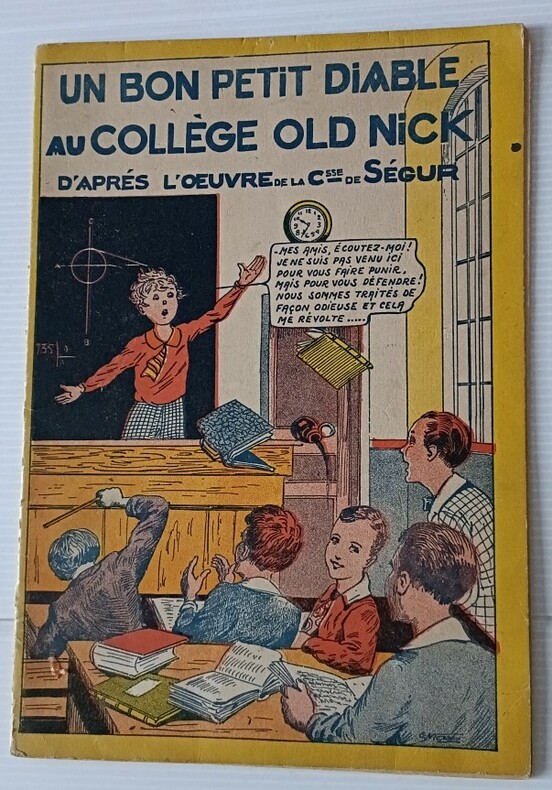 UN BON PETIT DiABLE
AU COLLÈGE OLD NiCK
D'APRÉS L'ŒUVRE DE LA Csse DE SÉGUR
-MES AMIS, ÉCOUTEZ-MOI!
JE NE SUIS PAS VENU ICI
POUR VOUS FAIRE PUNIR,
MAIS POUR VOUS DÉFENDRE!
NOUS SOMMES TRAITÉS DE
FAÇON ODIEUSE ET CELA
ME RÉVOLTE.....
C
A
B
735